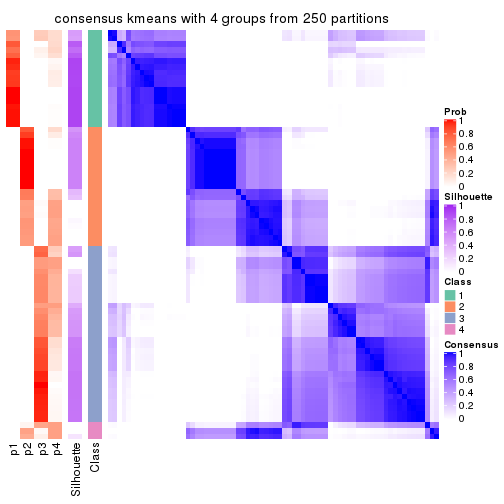 consensus kmeans with 4 groups from 250 partitions
Prob
1
0.8
0.6
0.4
0.2
0
Silhouette
1
0.8
0.6
0.4
0.2
0
Class
1
2
3
4
Consensus
1
0.8
0.6
0.4
0.2
0
p1
p2
p3
p4
Silhouette
Class